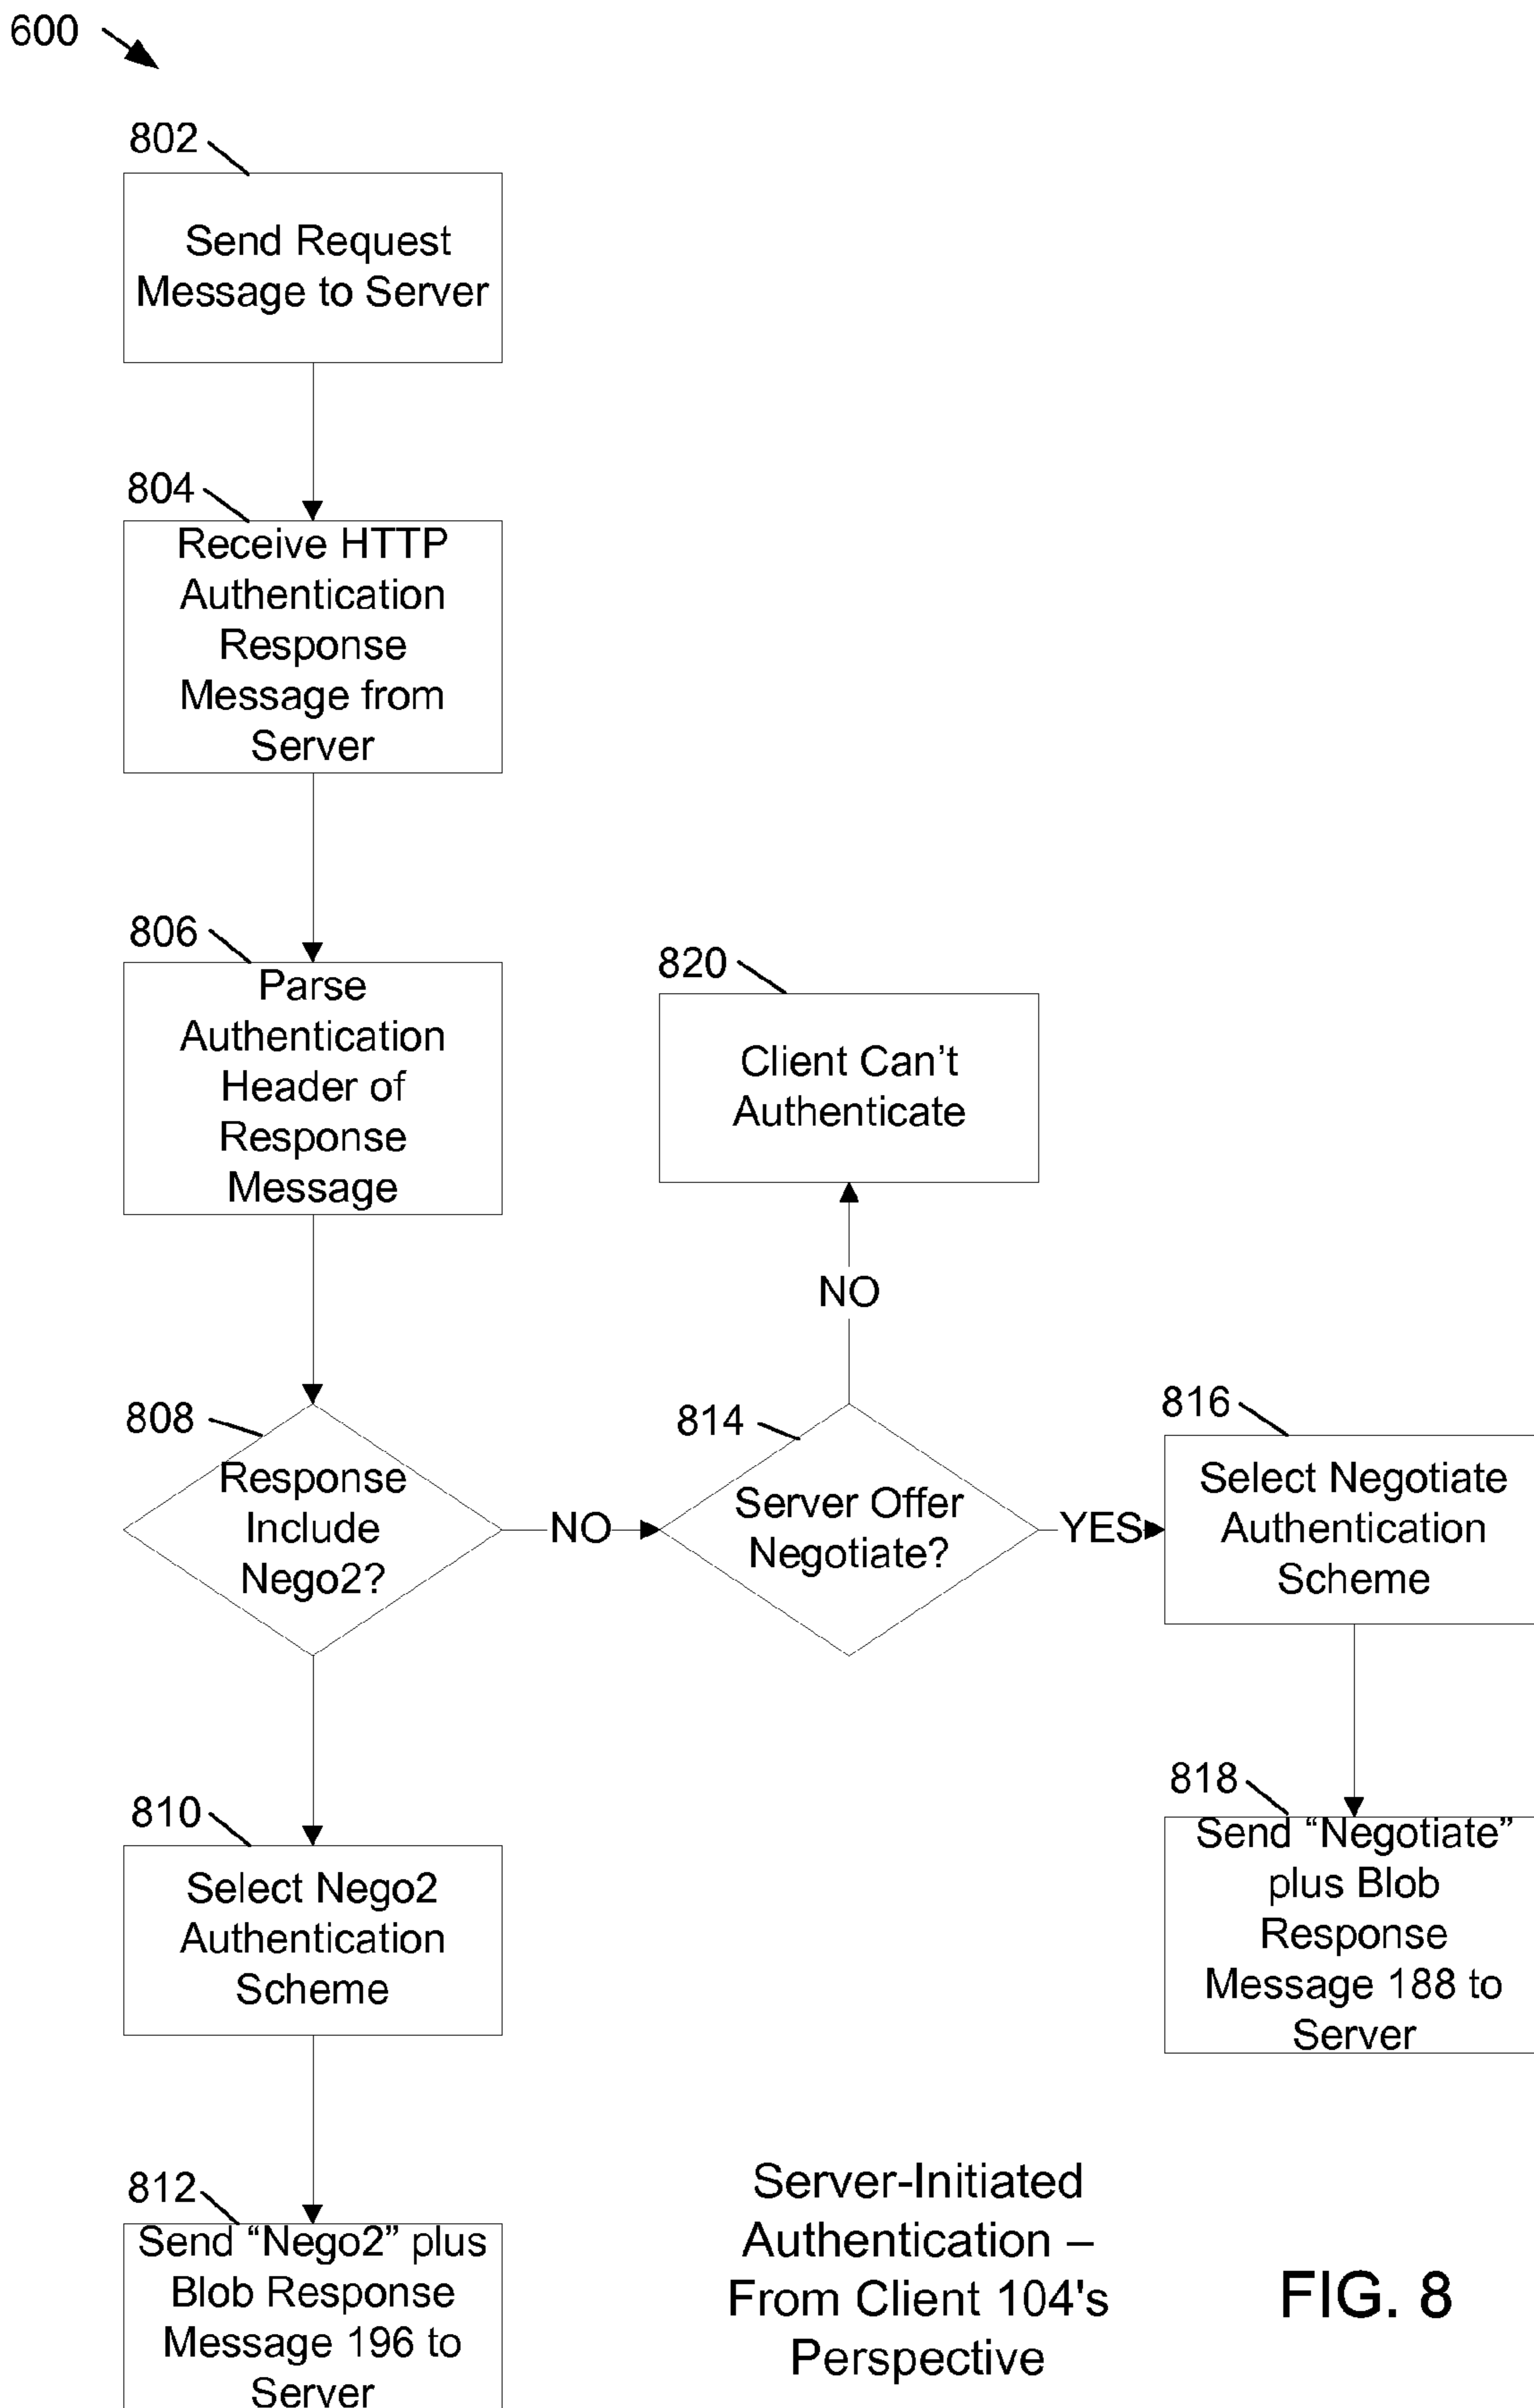 600
802
Send Request
Message to Server
804
Receive HTTP
Authentication
Response
Message from
Server
806
Parse
Authentication
Header of
Response
Message
820
Client Can't
Authenticate
NO
808
Response
Include
Nego2?
NO
814
Server Offer
Negotiate?
YES
816
Select Negotiate
Authentication
Scheme
810
Select Nego2
Authentication
Scheme
818
Send “Negotiate”
plus Blob
Response
Message 188 to
Server
812
Send “Nego2” plus
Blob Response
Message 196 to
Server
Server-Initiated
Authentication –
From Client 104's
Perspective
FIG. 8